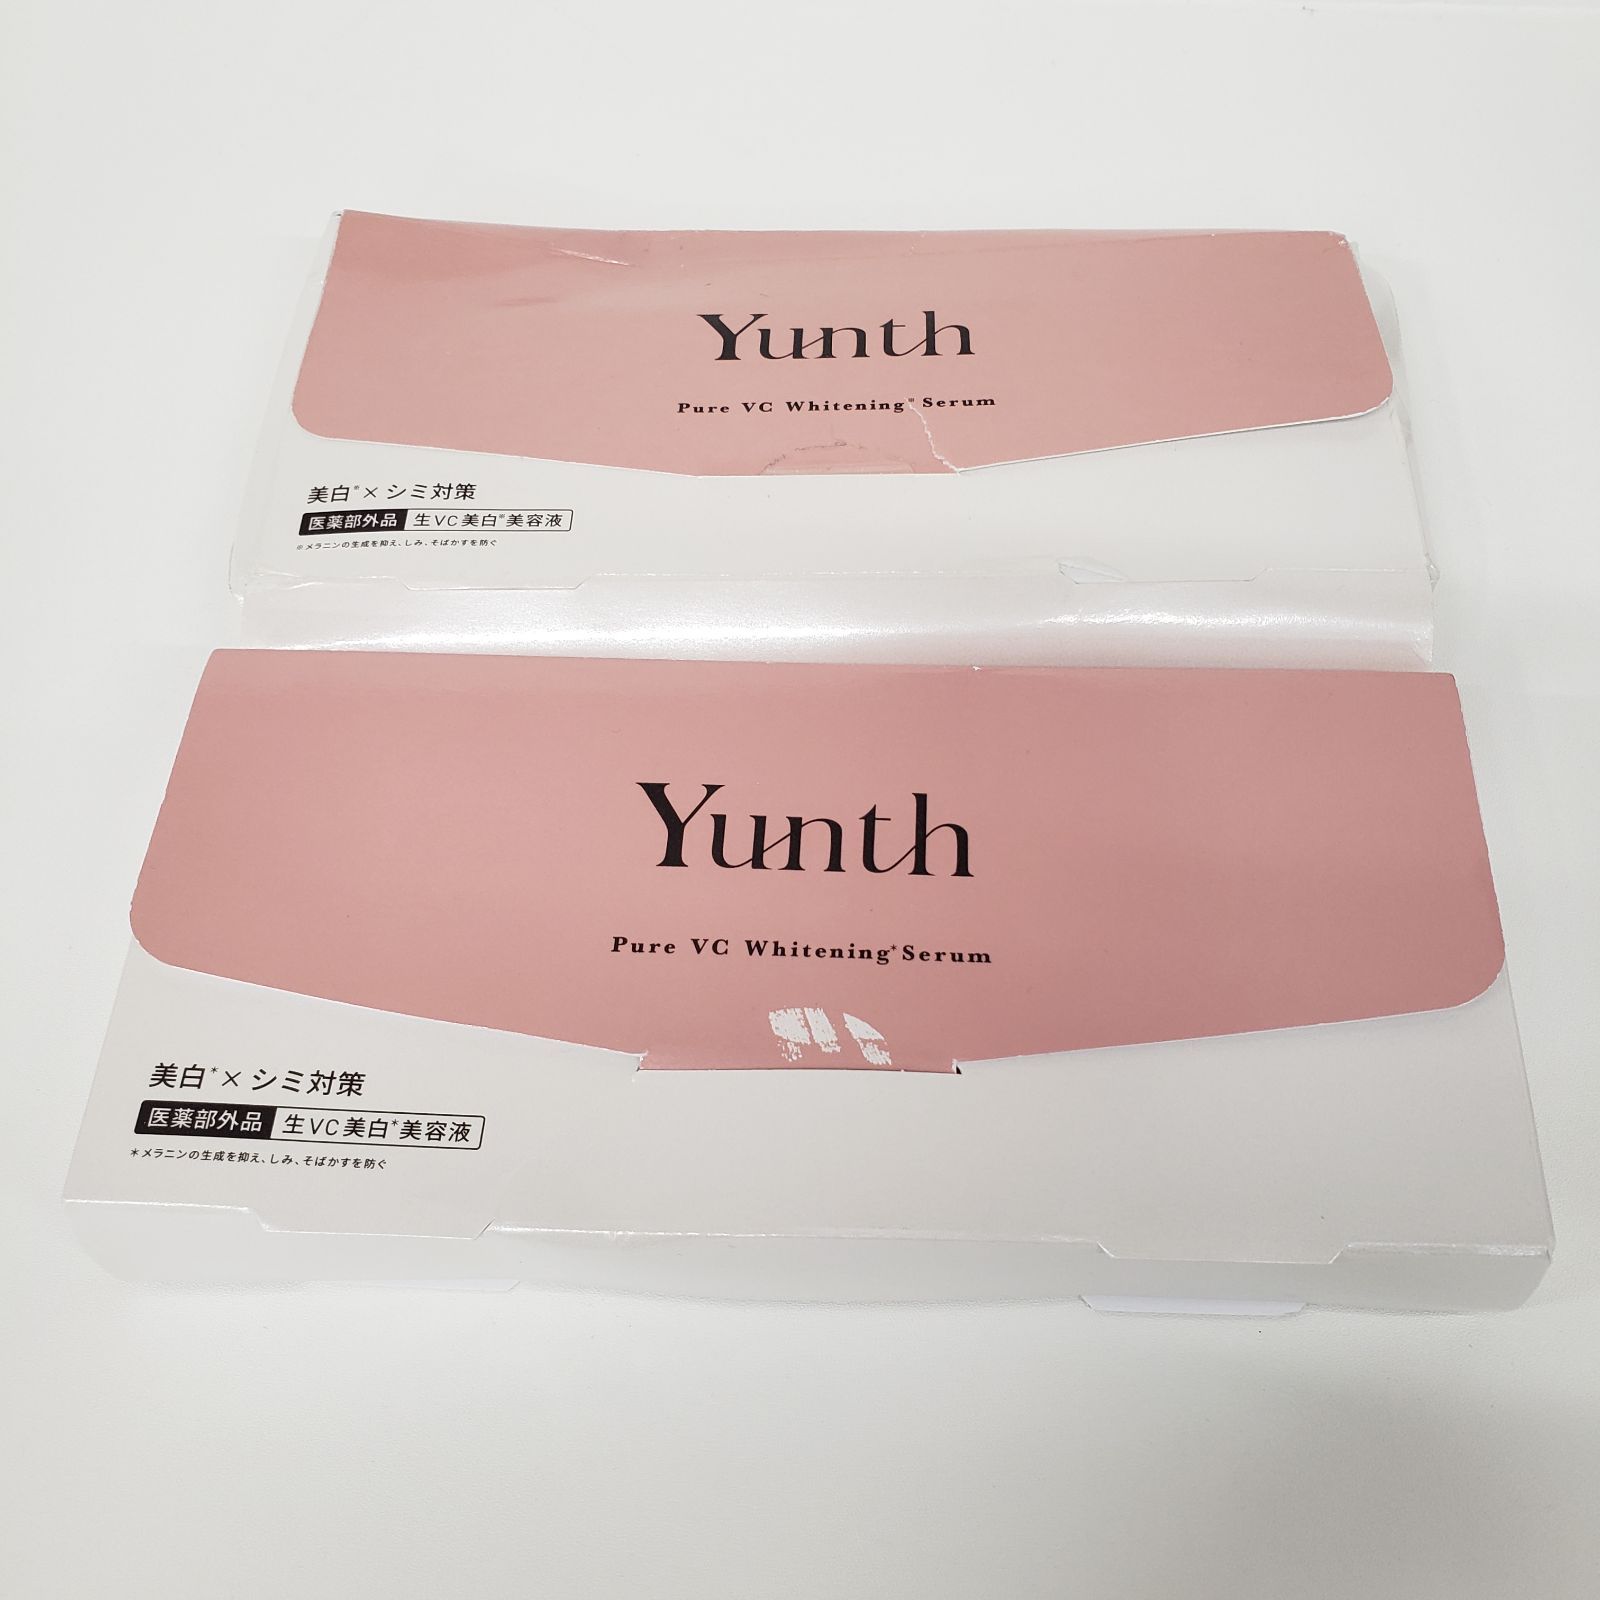 Yunth
Pure VC Whitening※ Serum
美白※× シミ対策
医薬部外品 生VC美白※美容液
※メラニンの生成を抑え、しみ、そばかすを防ぐ
Yunth
Pure VC Whitening*Serum
美白*× シミ対策
医薬部外品 生VC美白*美容液
*メラニンの生成を抑え、しみ、そばかすを防ぐ